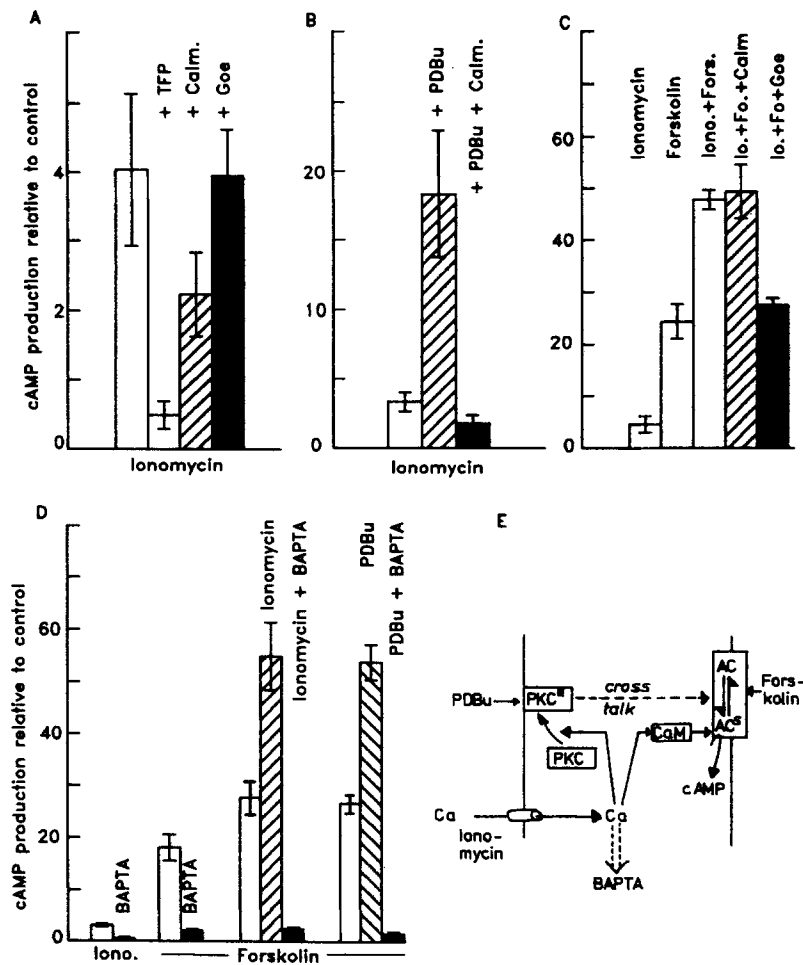 A
cAMP production relative to control
4
2
0
+ TFP
+ Calm.
+ Goe
Ionomycin
B
20
10
0
+ PDBu
+ PDBu + Calm.
Ionomycin
C
60
40
20
0
Ionomycin
Forskolin
Iono.+Fors.
Io.+Fo.+Calm
Io.+Fo+Goe
D
cAMP production relative to control
60
40
20
0
BAPTA
BAPTA
Ionomycin
Ionomycin + BAPTA
PDBu
PDBu + BAPTA
Iono.
Forskolin
E
PDBu
PKC*
cross
talk
PKC
AC
ACs
CaM
Fors-
kolin
cAMP
Ca
Iono-
mycin
Ca
BAPTA